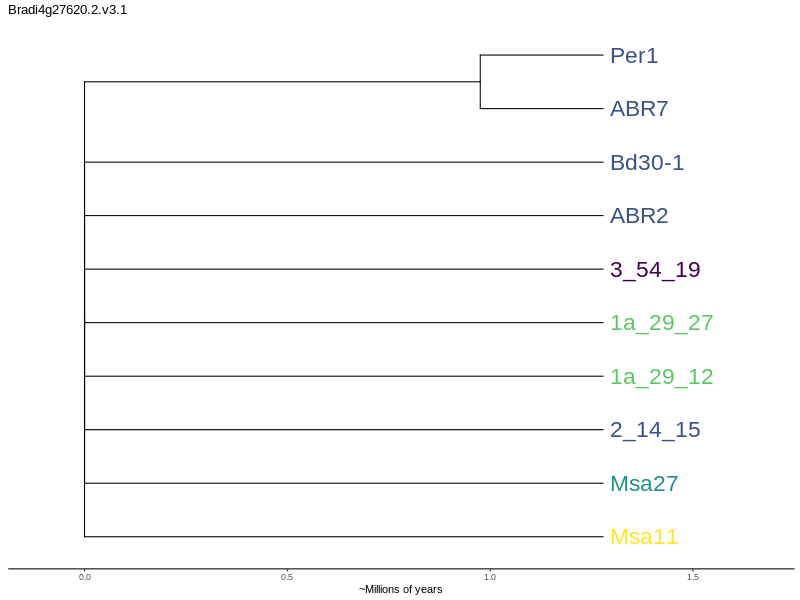 Bradi4g27620.2.v3.1
Per1
ABR7
Bd30-1
ABR2
3_54_19
1a_29_27
1a_29_12
2_14_15
Msa27
Msa11
0.0 0.5 1.0 1.5
~Millions of years